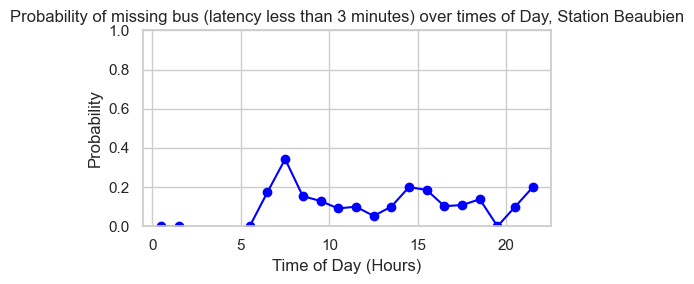 Probability of missing bus (latency less than 3 minutes) over times of Day, Station Beaubien
1.0
0.8
0.6
0.4
0.2
0.0
Probability
0 5 10 15 20
Time of Day (Hours)